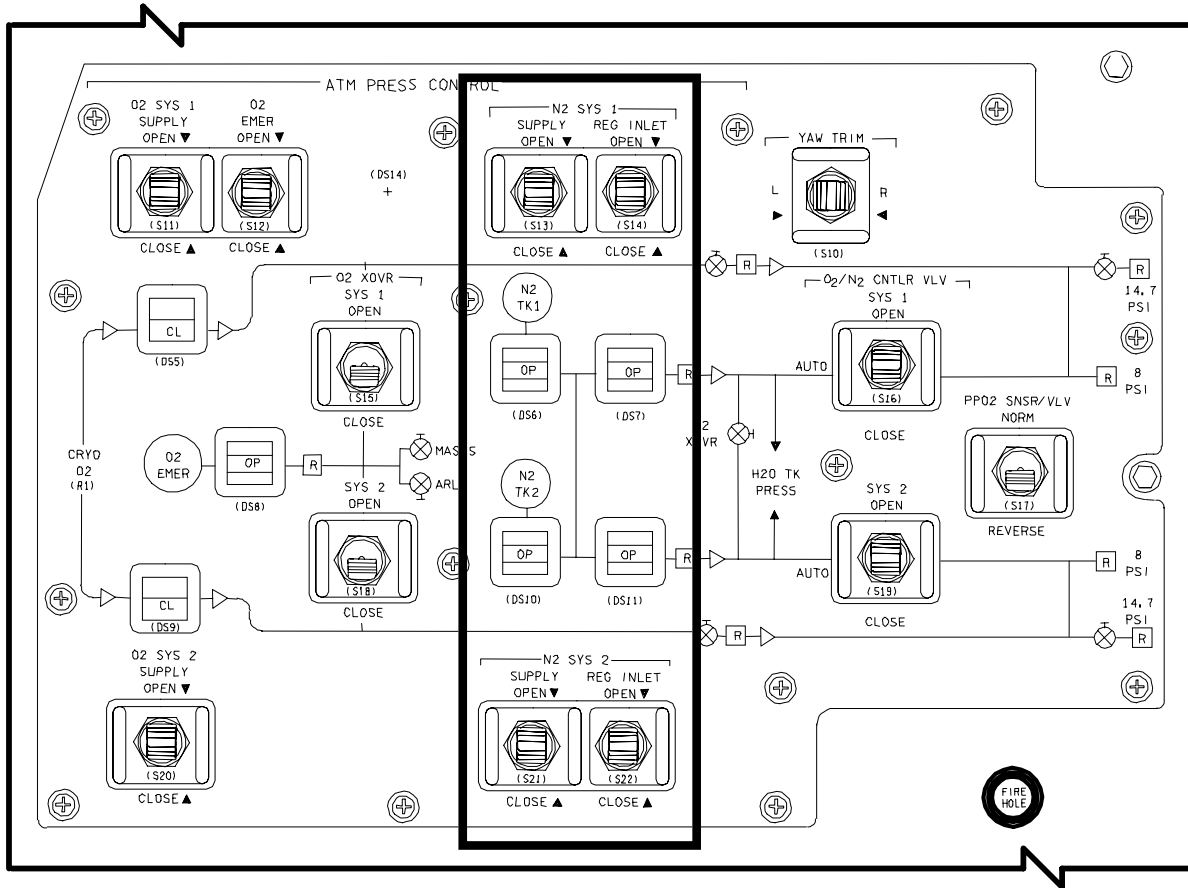 ATM PRESS CONTROL
O2 SYS 1
SUPPLY
OPEN ▼
(S11)
CLOSE ▲
O2
EMER
OPEN ▼
(S12)
CLOSE ▲
(DS14)
N2 SYS 1
SUPPLY
OPEN ▼
(S13)
CLOSE ▲
REG INLET
OPEN ▼
(S14)
CLOSE ▲
YAW TRIM
L
R
(S10)
O2 XOVR
SYS 1
OPEN
(S15)
CLOSE
CL
(DS5)
N2
TK1
OP
(DS6)
OP
(DS7)
R
R
O2/N2 CNTLR VLV
SYS 1
OPEN
AUTO
(S16)
CLOSE
R
14.7
PSI
R
8
PSI
PPO2 SNSR/VLV
NORM
(S17)
REVERSE
CRYO
O2
(R1)
O2
EMER
OP
(DS8)
R
ARL
SYS 2
OPEN
(S18)
CLOSE
N2
TK2
OP
(DS10)
OP
(DS11)
R
H2O TK
PRESS
SYS 2
OPEN
AUTO
(S19)
CLOSE
R
8
PSI
14.7
PSI
R
R
CL
(DS9)
O2 SYS 2
SUPPLY
OPEN ▼
(S20)
CLOSE ▲
N2 SYS 2
SUPPLY
OPEN ▼
(S21)
CLOSE ▲
REG INLET
OPEN ▼
(S22)
CLOSE ▲
FIRE
HOLE